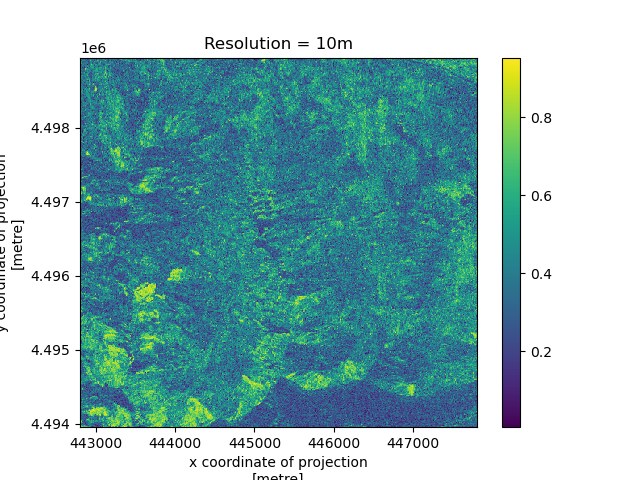 Resolution = 10m
1e6
4.498
4.497
4.496
4.495
4.494
443000 444000 445000 446000 447000
x coordinate of projection
[metre]
y coordinate of projection
[metre]
0.8
0.6
0.4
0.2